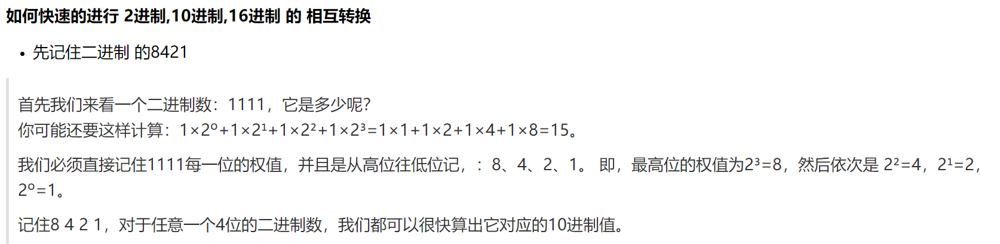 如何快速的进行 2进制,10进制,16进制 的 相互转换
• 先记住二进制 的8421
首先我们来看一个二进制数：1111，它是多少呢？
你可能还要这样计算：1×2º+1×2¹+1×2²+1×2³=1×1+1×2+1×4+1×8=15。
我们必须直接记住1111每一位的权值，并且是从高位往低位记，：8、4、2、1。 即，最高位的权值为2³=8，然后依次是 2²=4，2¹=2，
2º=1。
记住8 4 2 1，对于任意一个4位的二进制数，我们都可以很快算出它对应的10进制值。